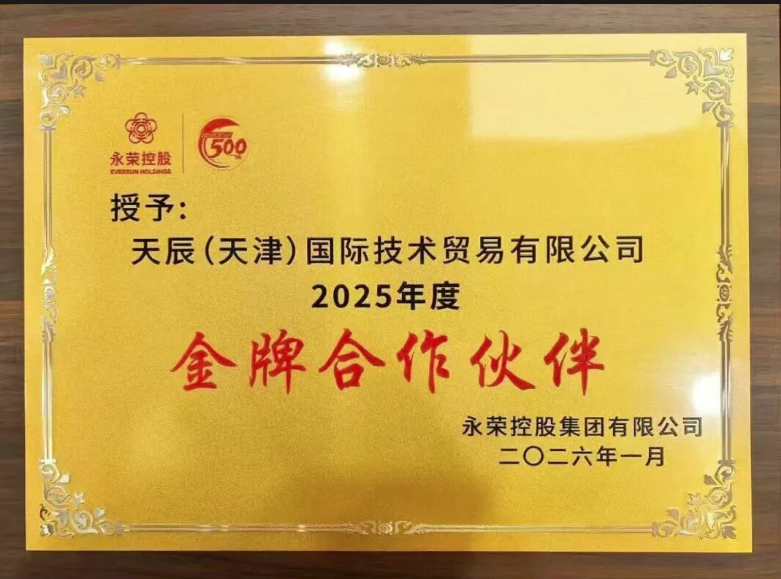 永荣控股
EVERSUN HOLDINGS
500
授予:
天辰(天津)国际技术贸易有限公司
2025年度
金牌合作伙伴
永荣控股集团有限公司
二〇二六年一月